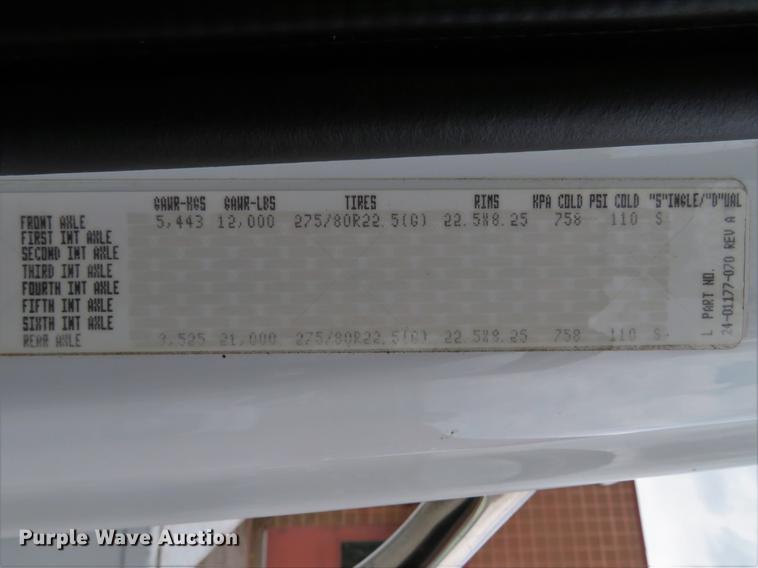 GAWR-KGS GAWR-LBS TIRES RIMS KPA COLD PSI COLD "S"INGLE/"D"UAL
FRONT AXLE 5,443 12,000 275/80R22.5(G) 22.5X8.25 758 110 S
FIRST INT AXLE
SECOND INT AXLE
THIRD INT AXLE
FOURTH INT AXLE
FIFTH INT AXLE
SIXTH INT AXLE
REAR AXLE 21,000 275/80R22.5(G) 22.5X8.25 758 110
L PART NO.
24-01177-070 REV A
Purple Wave Auction